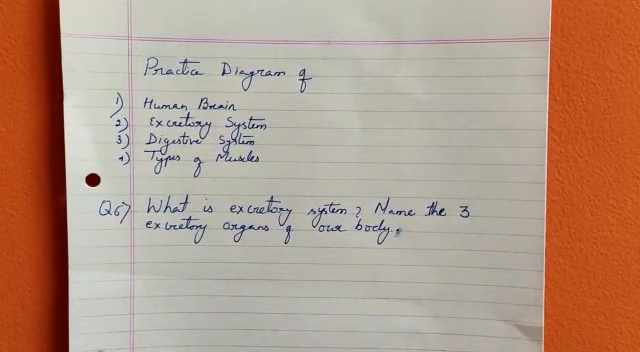 Practice Diagram of
1) Human Brain
2) Excretory System
3) Digestive System
4) Types of Muscles
Q6) What is excretory system? Name the 3
excretory organs of our body.